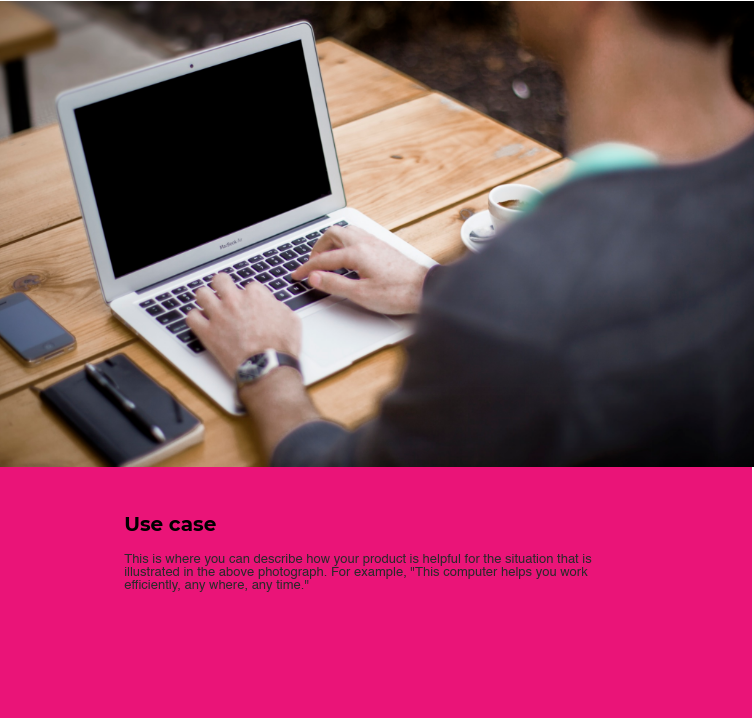 MacBook Air
Use case
This is where you can describe how your product is helpful for the situation that is
illustrated in the above photograph. For example, "This computer helps you work
efficiently, any where, any time."